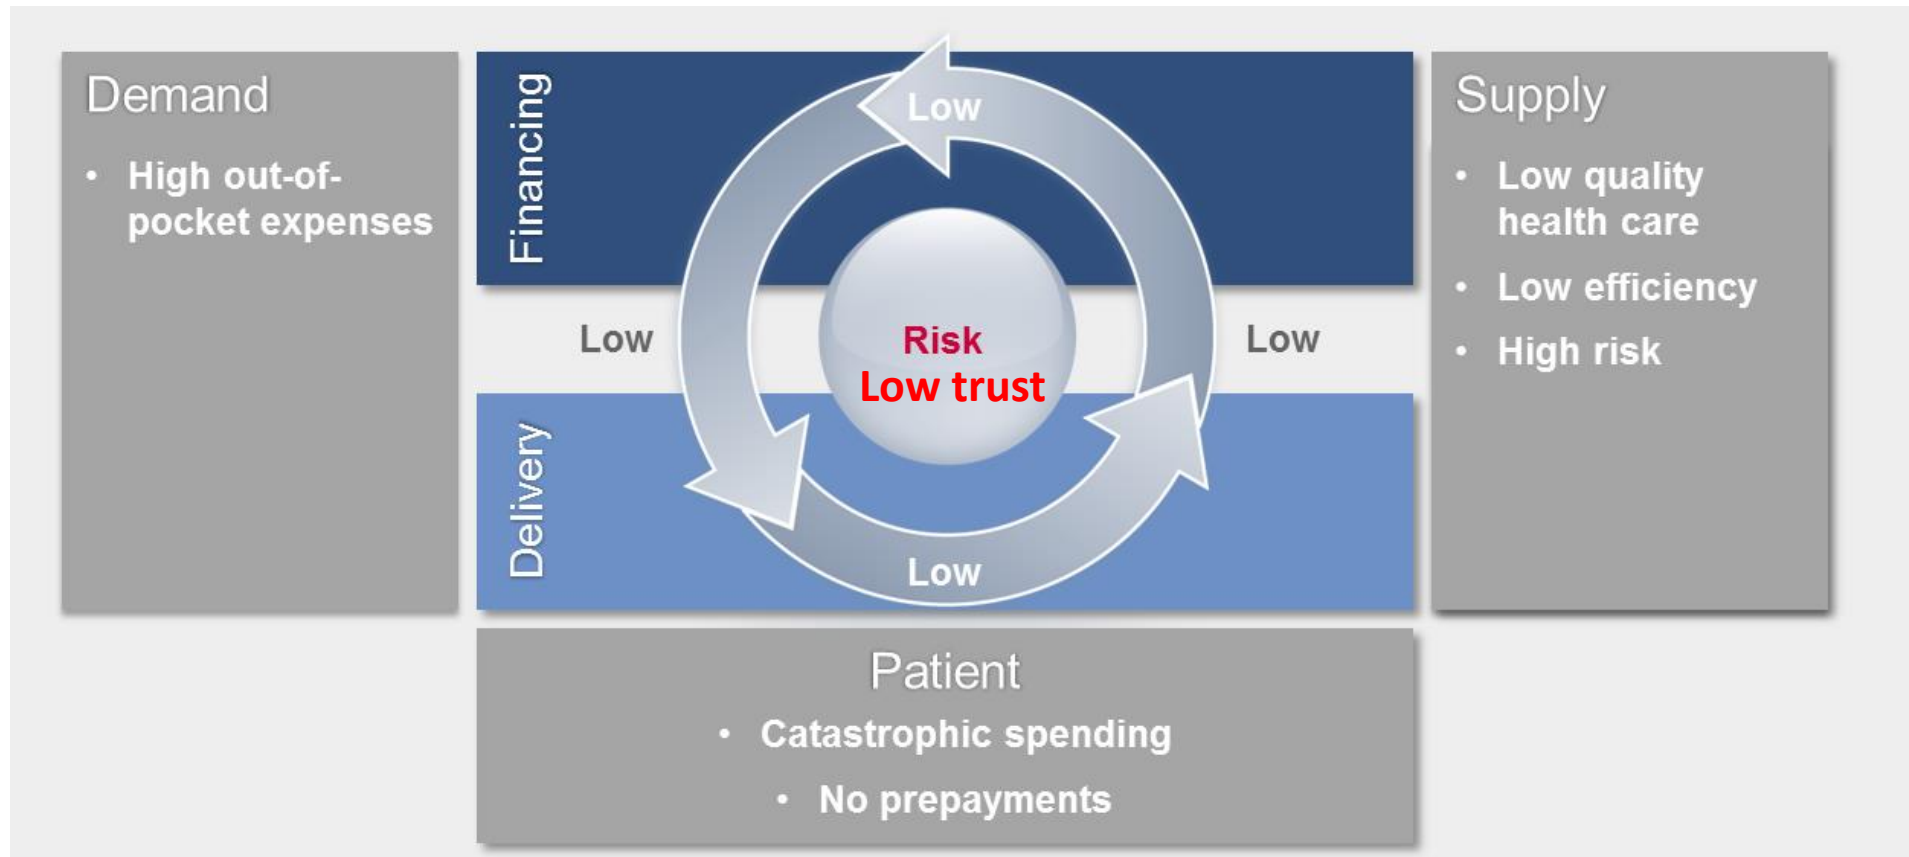 Demand
• High out-of-
pocket expenses
Financing
Low
Low
Risk
Low trust
Low
Delivery
Low
Supply
• Low quality
health care
• Low efficiency
• High risk
Patient
• Catastrophic spending
• No prepayments